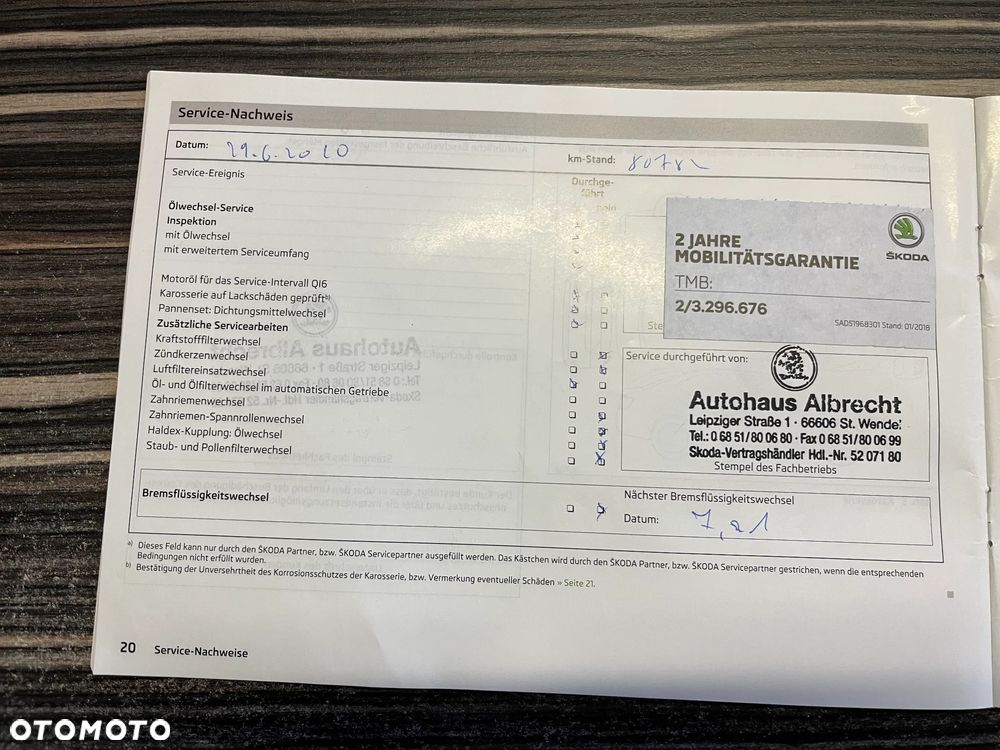 Service-Nachweis
Datum: 29.6.2020
km-Stand: 80782
Service-Ereignis
Durchge-
führt
nein
Ölwechsel-Service
Inspektion
mit Ölwechsel
mit erweitertem Serviceumfang
Motoröl für das Service-Intervall QI6
Karosserie auf Lackschäden geprüft b)
Pannenset: Dichtungsmittelwechsel
Zusätzliche Servicearbeiten
Kraftstofffilterwechsel
Zündkerzenwechsel
Luftfiltereinsatzwechsel
Öl- und Ölfilterwechsel im automatischen Getriebe
Zahnriemenwechsel
Zahnriemen-Spannrollenwechsel
Haldex-Kupplung: Ölwechsel
Staub- und Pollenfilterwechsel
2 JAHRE
MOBILITÄTSGARANTIE
TMB:
2/3.296.676
SAD51968301 Stand: 01/2018
ŠKODA
Service durchgeführt von:
Autohaus Albrecht
Leipziger Straße 1 · 66606 St. Wendel
Tel.: 0 68 51/80 06 80 · Fax 0 68 51/80 06 99
Skoda-Vertragshändler Hdl.-Nr. 52 071 80
Stempel des Fachbetriebs
Bremsflüssigkeitswechsel
Nächster Bremsflüssigkeitswechsel
Datum: 7,21
a) Dieses Feld kann nur durch den ŠKODA Partner, bzw. ŠKODA Servicepartner ausgefüllt werden. Das Kästchen wird durch den ŠKODA Partner, bzw. ŠKODA Servicepartner gestrichen, wenn die entsprechenden
Bedingungen nicht erfüllt wurden.
b) Bestätigung der Unversehrtheit des Korrosionsschutzes der Karosserie, bzw. Vermerkung eventueller Schäden » Seite 21.
20 Service-Nachweise
OTOMOTO